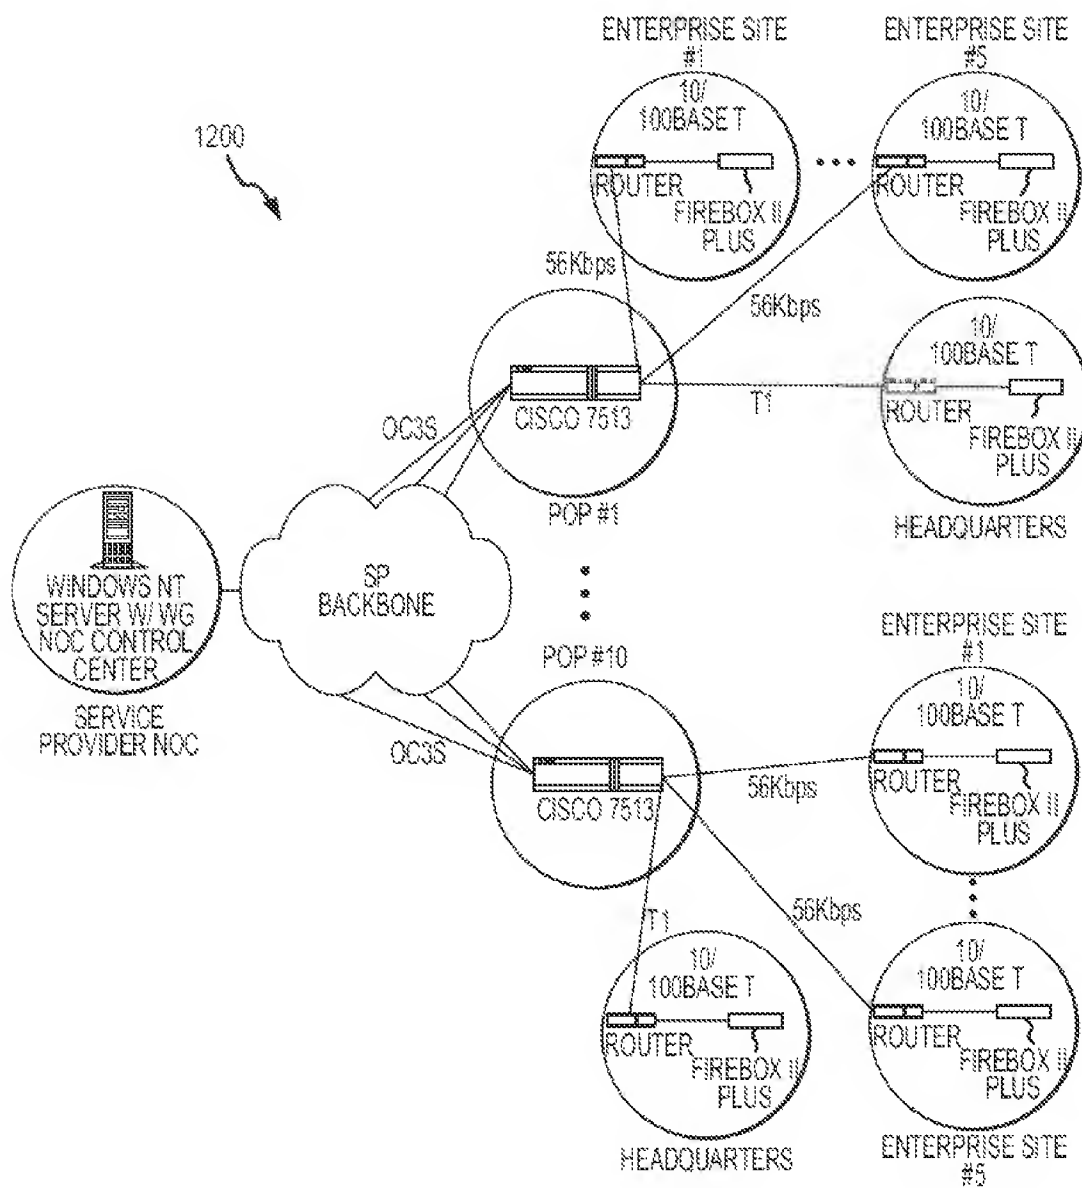 1200
ENTERPRISE SITE
#1
10/
100BASE T
ROUTER
FIREBOX II
PLUS
ENTERPRISE SITE
#5
10/
100BASE T
ROUTER
FIREBOX II
PLUS
56Kbps
56Kbps
T1
10/
100BASE T
ROUTER
FIREBOX II
PLUS
HEADQUARTERS
CISCO 7513
POP #1
OC3S
SP
BACKBONE
WINDOWS NT
SERVER W/ WG
NOC CONTROL
CENTER
SERVICE
PROVIDER NOC
POP #10
OC3S
CISCO 7513
56Kbps
ENTERPRISE SITE
#1
10/
100BASE T
ROUTER
FIREBOX II
PLUS
56Kbps
T1
10/
100BASE T
ROUTER
FIREBOX II
PLUS
HEADQUARTERS
10/
100BASE T
ROUTER
FIREBOX II
PLUS
ENTERPRISE SITE
#5